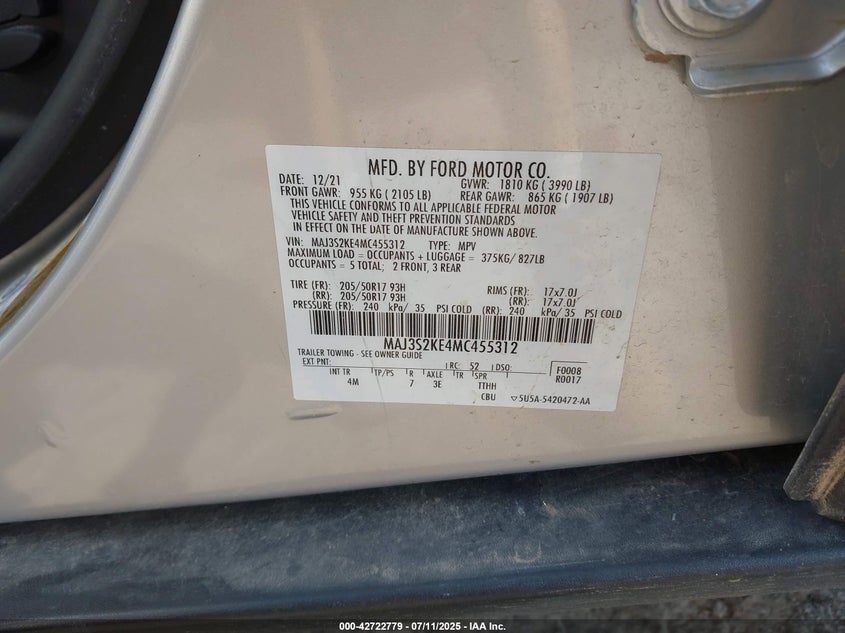 MFD. BY FORD MOTOR CO.
DATE: 12/21 GVWR: 1810 KG ( 3990 LB)
FRONT GAWR: 955 KG ( 2105 LB) REAR GAWR: 865 KG ( 1907 LB)
THIS VEHICLE CONFORMS TO ALL APPLICABLE FEDERAL MOTOR
VEHICLE SAFETY AND THEFT PREVENTION STANDARDS
IN EFFECT ON THE DATE OF MANUFACTURE SHOWN ABOVE.
VIN: MAJ3S2KE4MC455312 TYPE: MPV
MAXIMUM LOAD = OCCUPANTS + LUGGAGE = 375KG/ 827LB
OCCUPANTS = 5 TOTAL; 2 FRONT, 3 REAR
TIRE (FR): 205/50R17 93H RIMS (FR): 17x7.0J
(RR): 205/50R17 93H (RR): 17x7.0J
PRESSURE (FR): 240 kPa/ 35 PSI COLD (RR): 240 kPa/ 35 PSI COLD
MAJ3S2KE4MC455312
TRAILER TOWING - SEE OWNER GUIDE
EXT PNT: RC: 52 DSO: F0008
INT TR TP/PS R AXLE TR SPR R0017
4M 7 3E TTHH
CBU ▽5U5A-5420472-AA
000-42722779 - 07/11/2025 - IAA Inc.